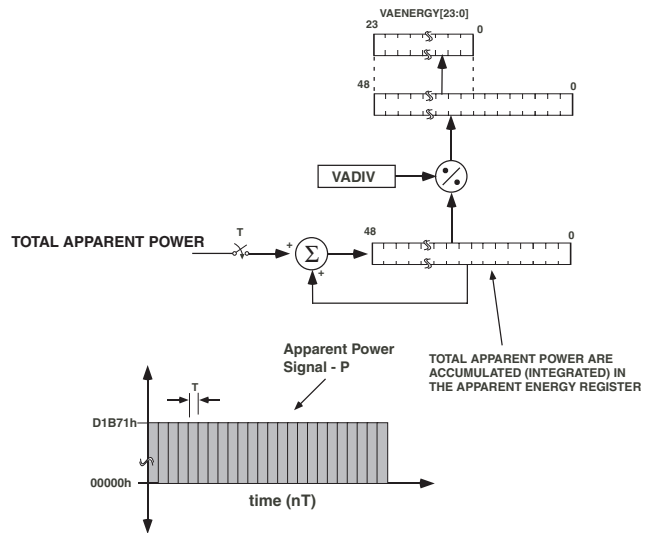 VAENERGY[23:0]
23
0
48
0
VADIV
%
TOTAL APPARENT POWER
T
+
Σ
+
48
0
TOTAL APPARENT POWER ARE
ACCUMULATED (INTEGRATED) IN
THE APPARENT ENERGY REGISTER
Apparent Power
Signal - P
T
D1B71h
00000h
time (nT)